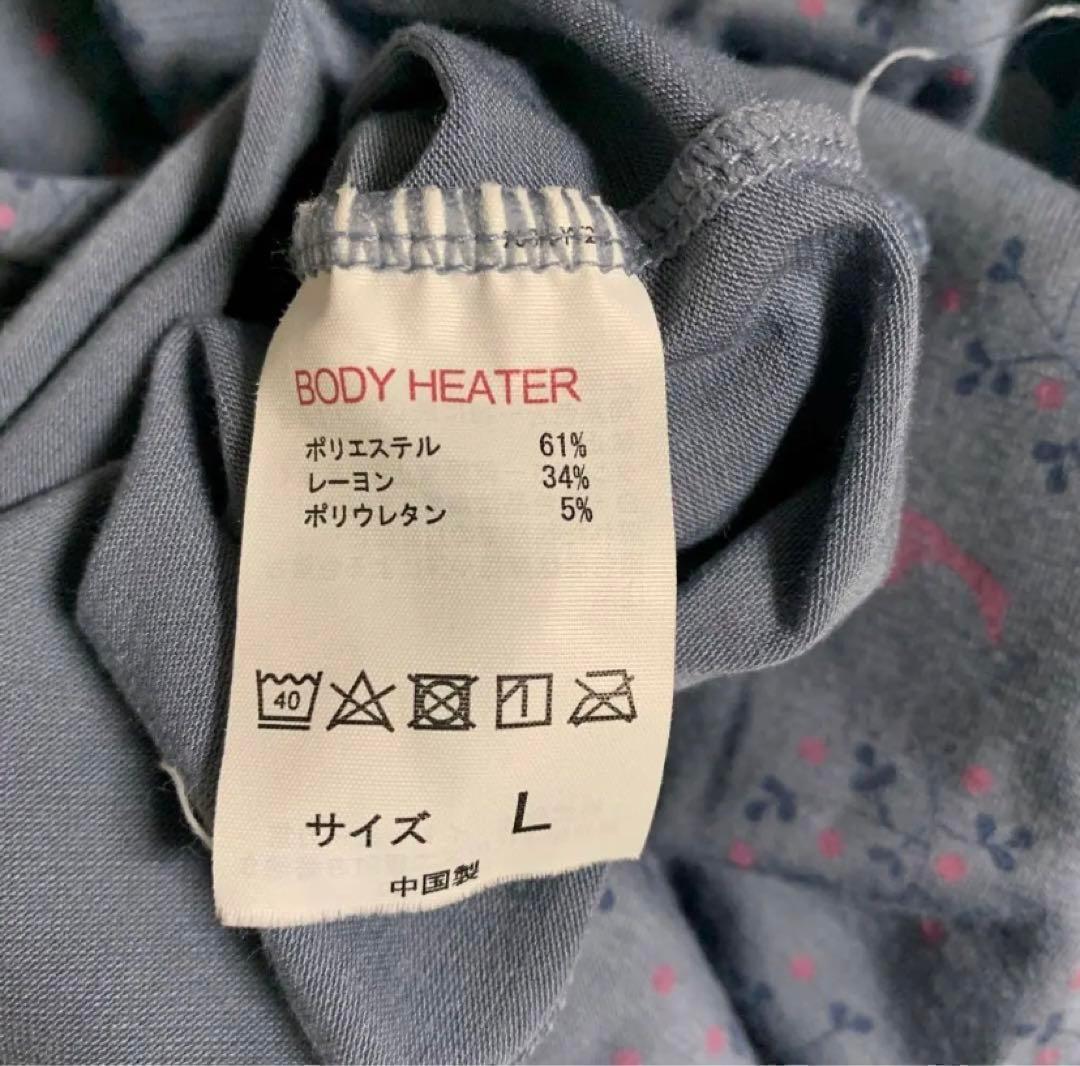 BODY HEATER
ポリエステル 61%
レーヨン 34%
ポリウレタン 5%
40
サイズ L
中国製